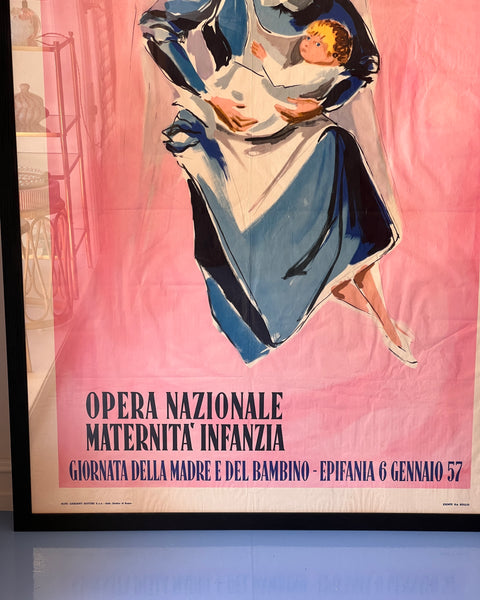 OPERA NAZIONALE
MATERNITA' INFANZIA
GIORNATA DELLA MADRE E DEL BAMBINO - EPIFANIA 6 GENNAIO 57